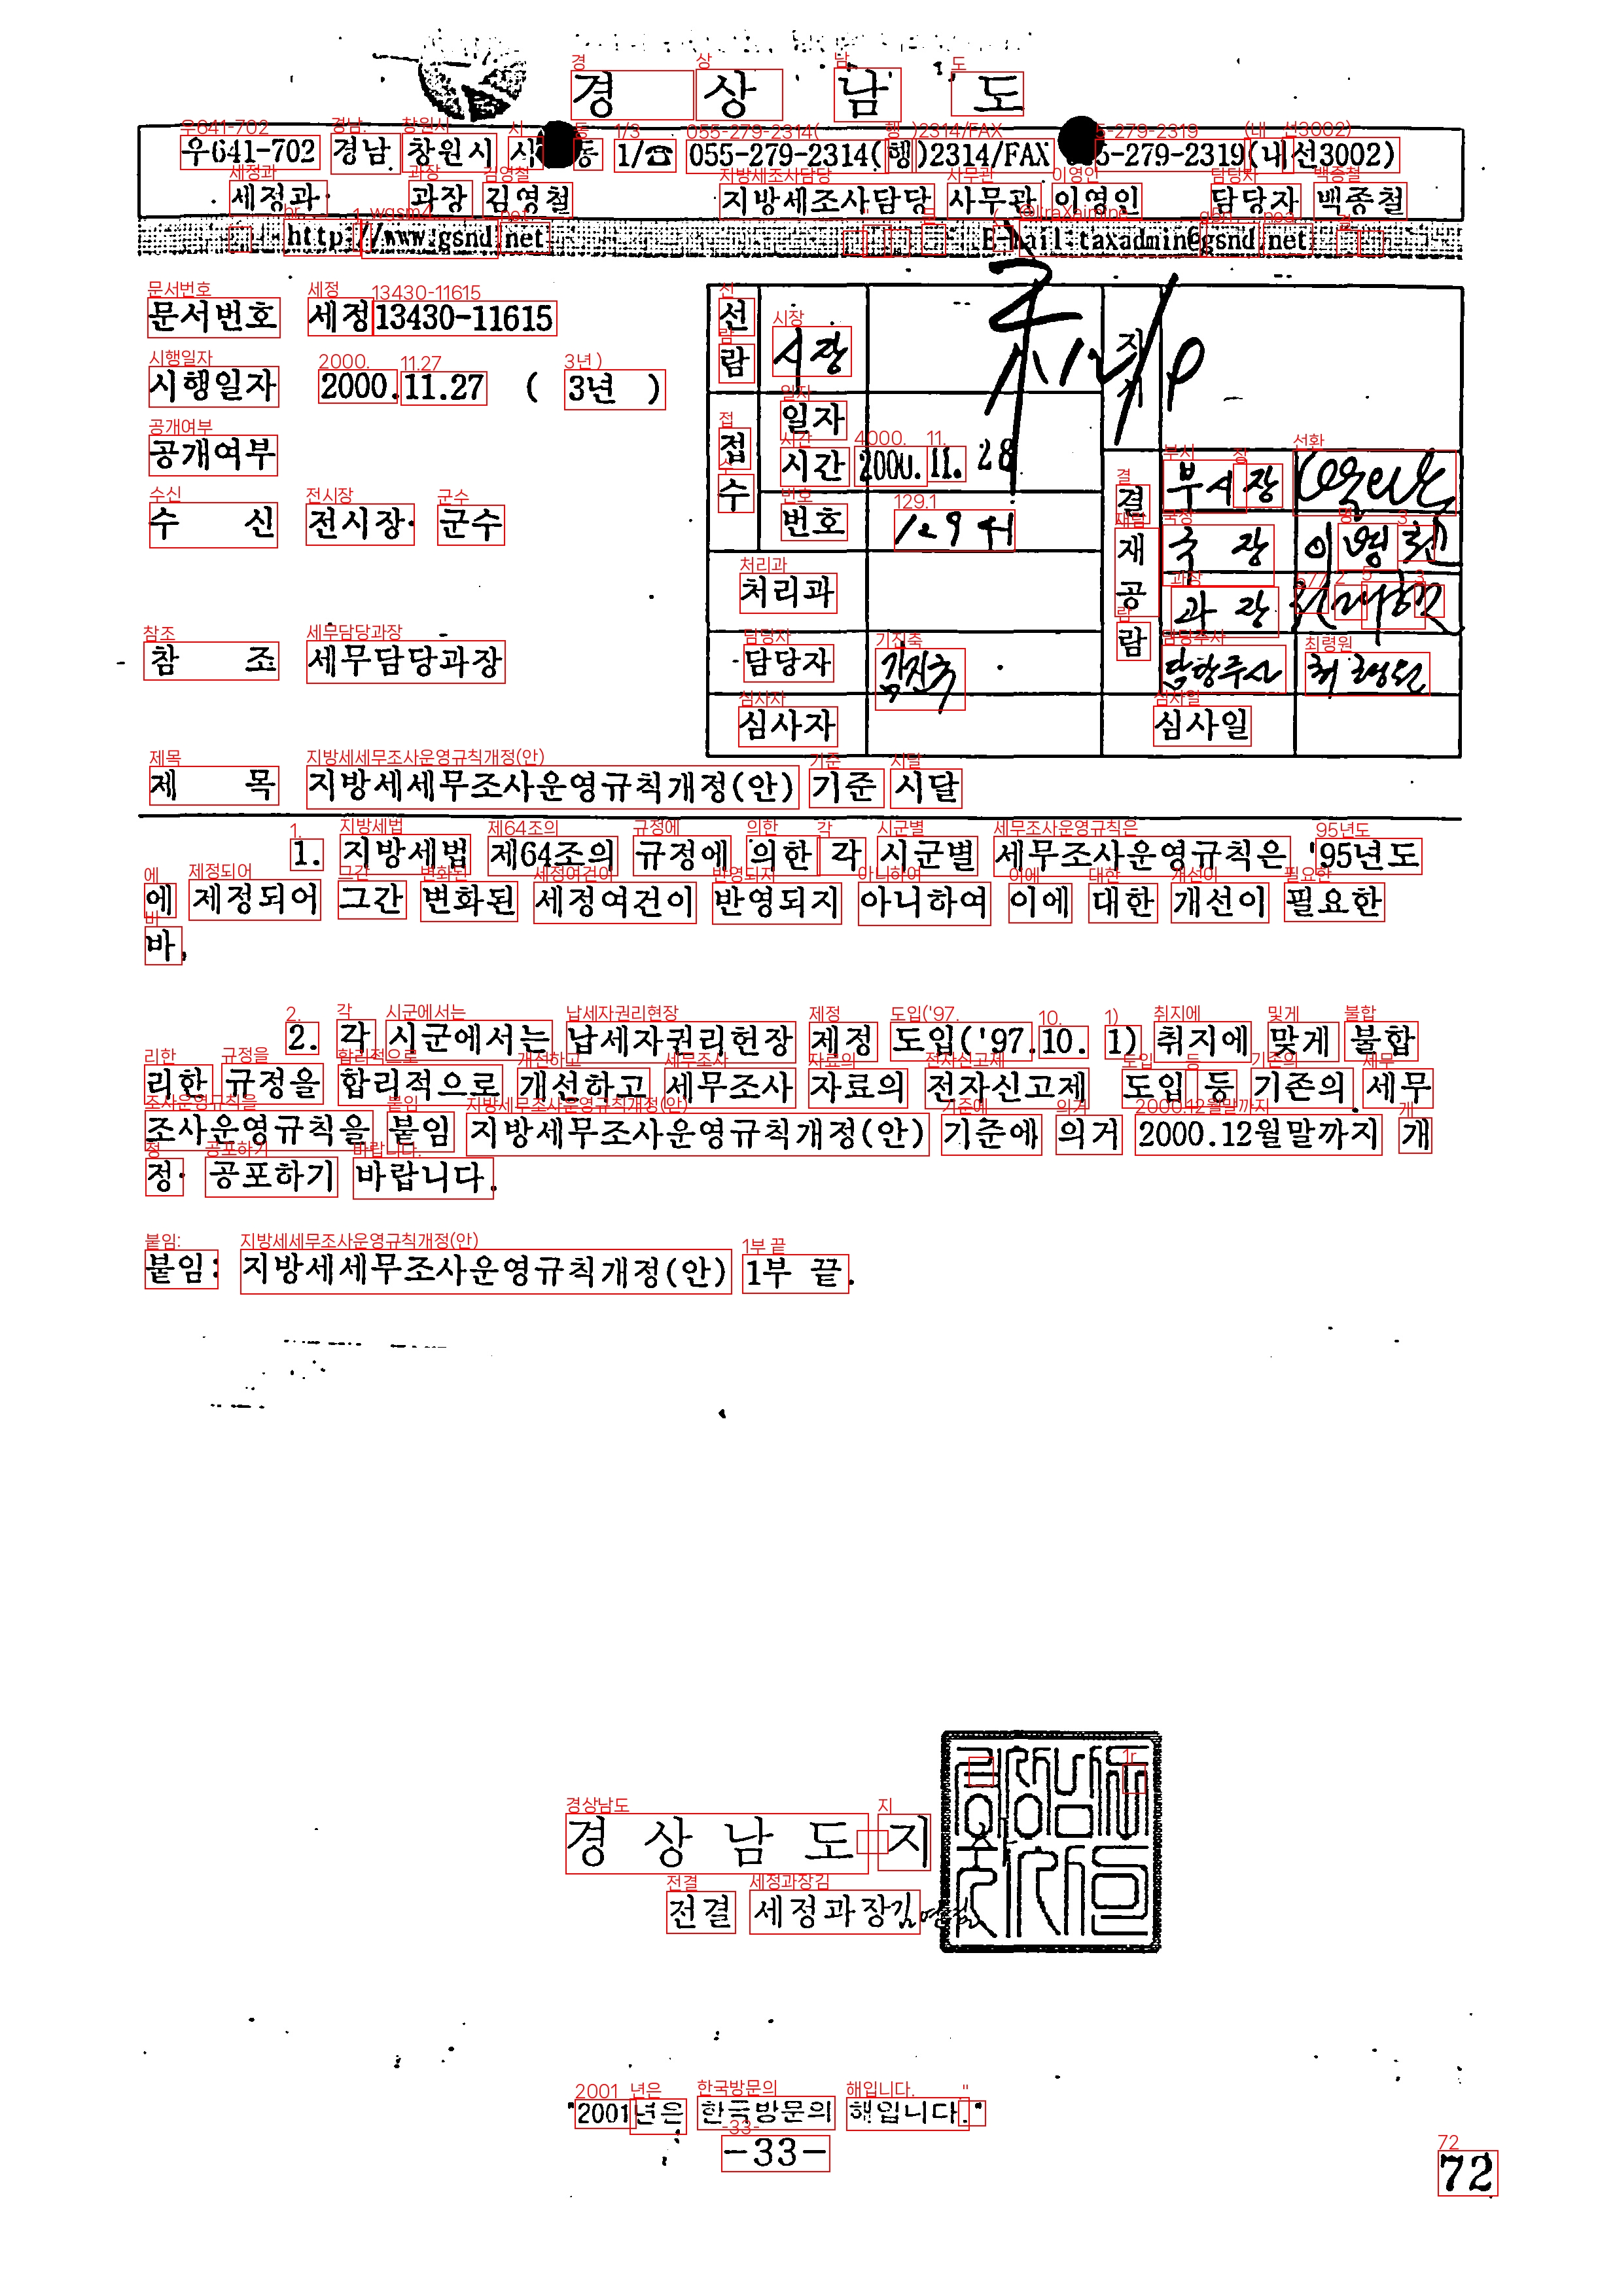 경 상 남 도
우641-702 경남 창원시 사 동 1/☎ 055-279-2314(행)2314/FAX 5-279-2319(내선3002)
세정과 과장 김영철 지방세조사담당 사무관 이영인 담당자 백종철
http://www.gsnd.net E-mail:taxadmin@gsnd.net
문서번호 세정13430-11615
시행일자 2000.11.27 ( 3년 )
공개여부
수 신 전시장·군수
참 조 세무담당과장
선람 시장 지
접수 일자 시간 2000. 11. 28
번호
결재 공람 부시장
국 장
과 장
처리과
담당자 김진욱 담당주사
심사자 심사일
제 목 지방세세무조사운영규칙개정(안) 기준 시달
1. 지방세법 제64조의 규정에 의한 각 시군별 세무조사운영규칙은 '95년도
에 제정되어 그간 변화된 세정여건이 반영되지 아니하여 이에 대한 개선이 필요한
바,
2. 각 시군에서는 납세자권리헌장 제정 도입('97.10. 1) 취지에 맞게 불합
리한 규정을 합리적으로 개선하고 세무조사 자료의 전자신고제 도입 등 기존의 세무
조사운영규칙을 붙임 지방세무조사운영규칙개정(안) 기준에 의거 2000.12월말까지 개
정· 공포하기 바랍니다.
붙임: 지방세세무조사운영규칙개정(안) 1부 끝.
경 상 남 도 지
전결 세정과장김영철
"2001년은 한국방문의 해입니다."
-33-
72